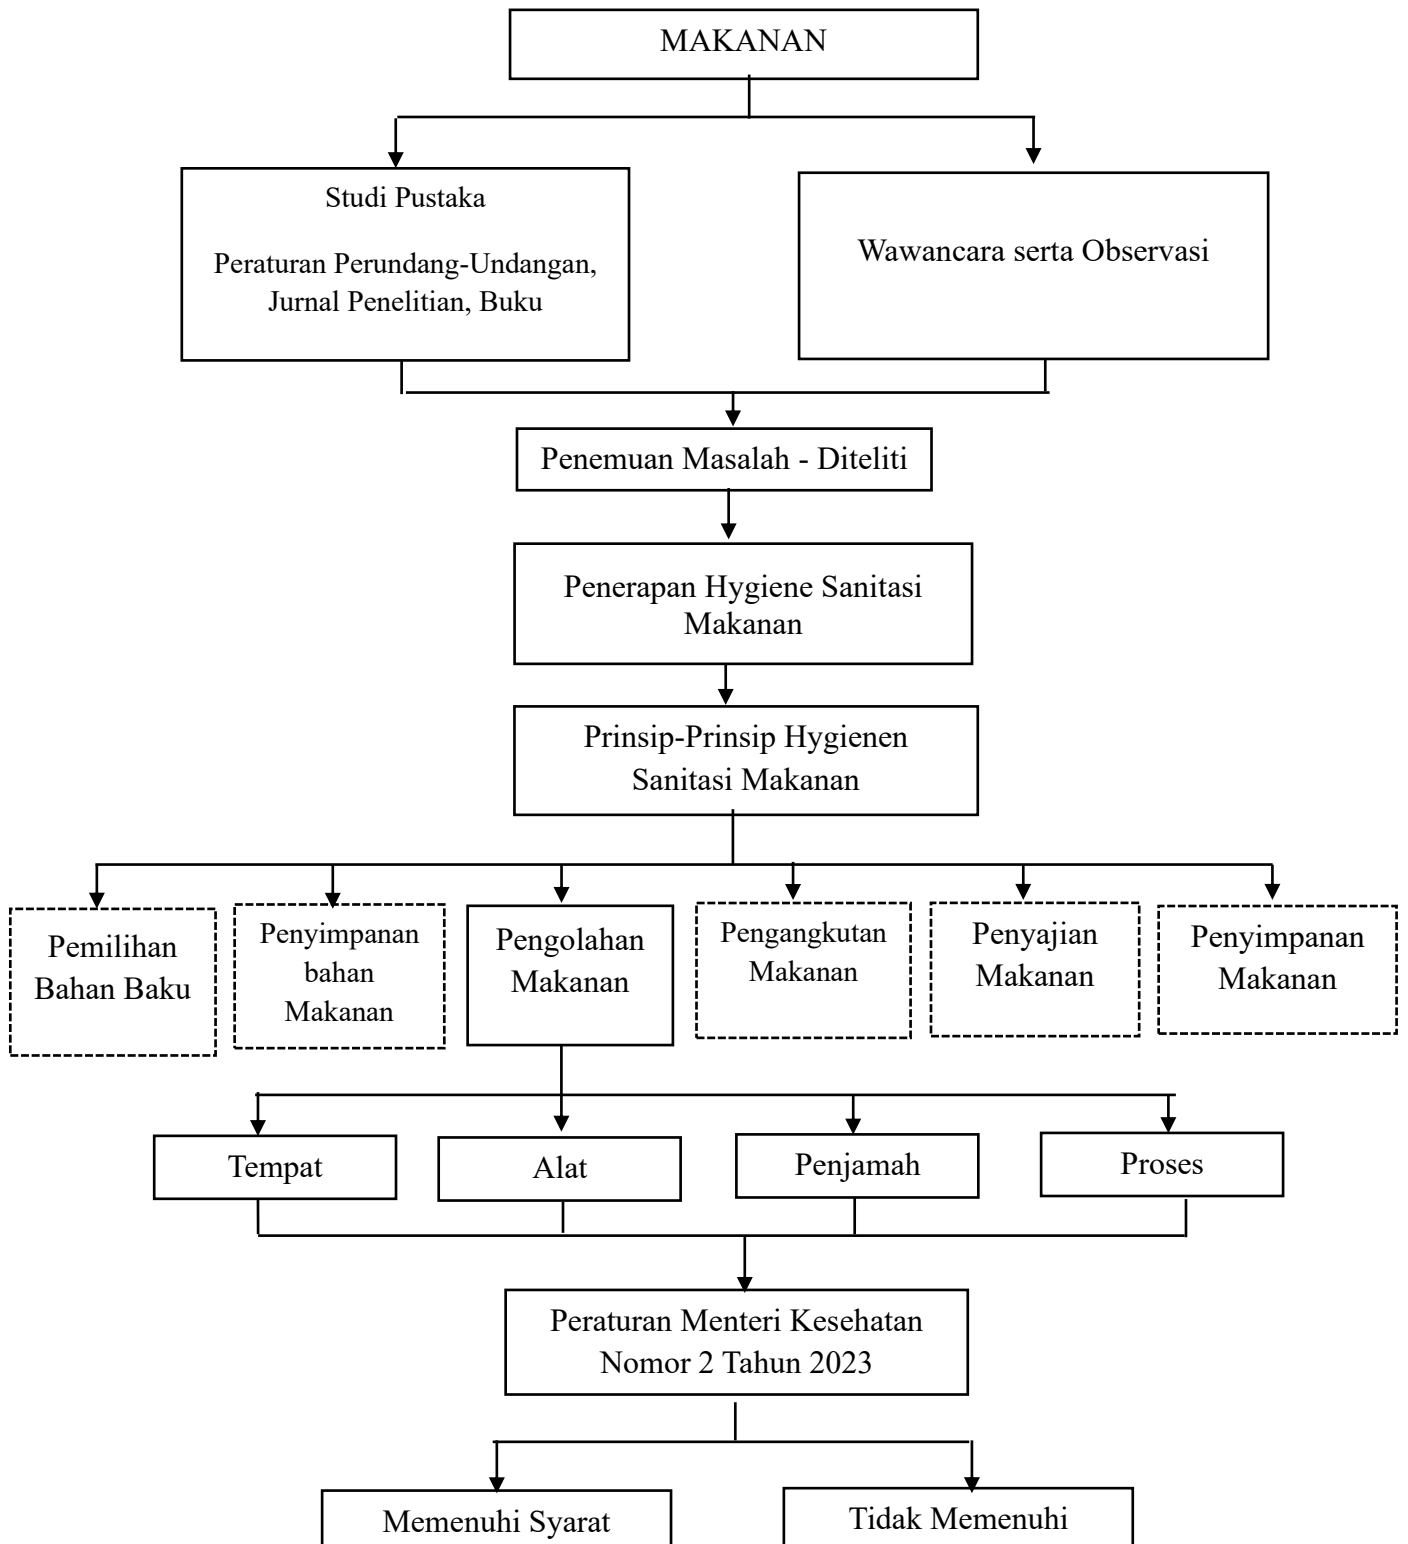 MAKANAN
Studi Pustaka
Peraturan Perundang-Undangan,
Jurnal Penelitian, Buku
Wawancara serta Observasi
Penemuan Masalah - Diteliti
Penerapan Hygiene Sanitasi
Makanan
Prinsip-Prinsip Hygienen
Sanitasi Makanan
Pemilihan
Bahan Baku
Penyimpanan
bahan
Makanan
Pengolahan
Makanan
Pengangkutan
Makanan
Penyajian
Makanan
Penyimpanan
Makanan
Tempat
Alat
Penjamah
Proses
Peraturan Menteri Kesehatan
Nomor 2 Tahun 2023
Memenuhi Syarat
Tidak Memenuhi